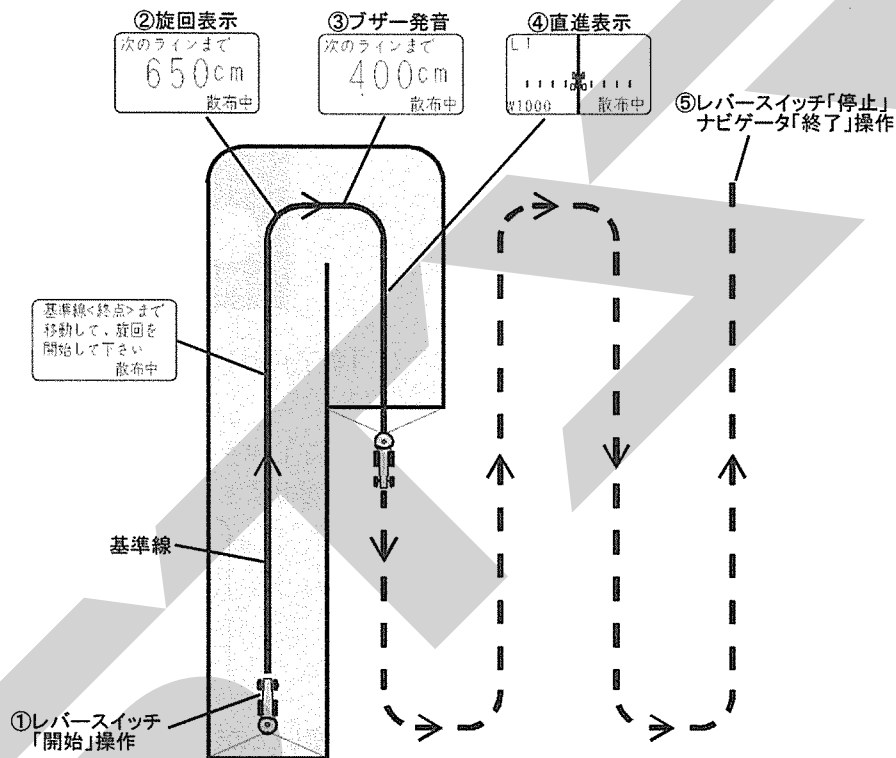 ②旋回表示
次のラインまで
650cm
散布中
③ブザー発音
次のラインまで
400cm
散布中
④直進表示
L1
W1000 散布中
⑤レバースイッチ「停止」
ナビゲータ「終了」操作
基準線<終点>まで
移動して、旋回を
開始して下さい
散布中
基準線
①レバースイッチ
「開始」操作